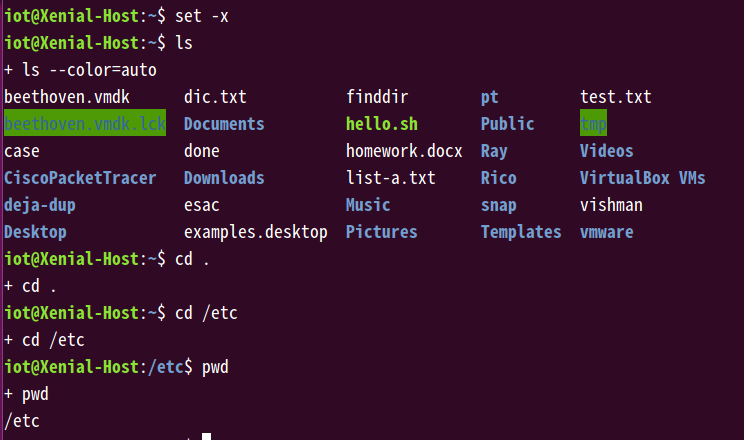 iot@Xenial-Host:~$ set -x
iot@Xenial-Host:~$ ls
+ ls --color=auto
beethoven.vmdk dic.txt finddir pt test.txt
beethoven.vmdk.lck Documents hello.sh Public tmp
case done homework.docx Ray Videos
CiscoPacketTracer Downloads list-a.txt Rico VirtualBox VMs
deja-dup esac Music snap vishman
Desktop examples.desktop Pictures Templates vmware
iot@Xenial-Host:~$ cd .
+ cd .
iot@Xenial-Host:~$ cd /etc
+ cd /etc
iot@Xenial-Host:/etc$ pwd
+ pwd
/etc